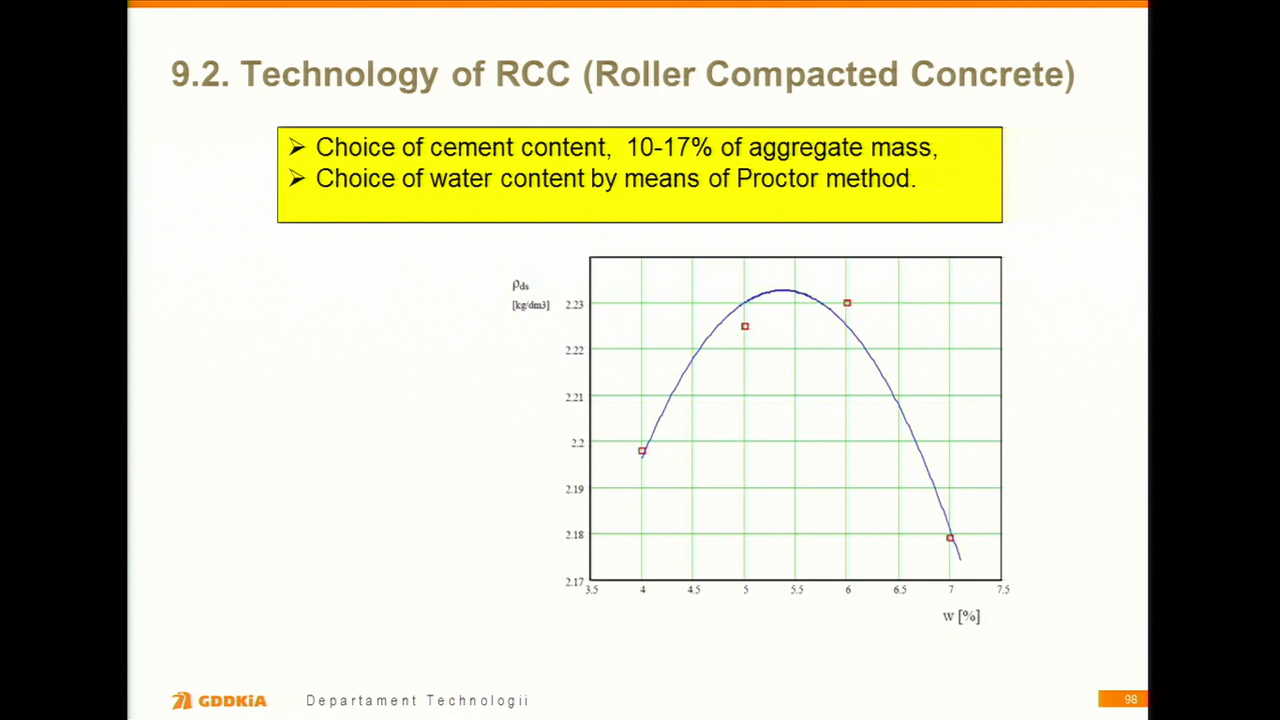 9.2. Technology of RCC (Roller Compacted Concrete)
➢ Choice of cement content, 10-17% of aggregate mass,
➢ Choice of water content by means of Proctor method.
ρds
[kg/dm3]
2.23
2.22
2.21
2.2
2.19
2.18
2.17
3.5 4 4.5 5 5.5 6 6.5 7 7.5
w [%]
GDDKiA Departament Technologii 98